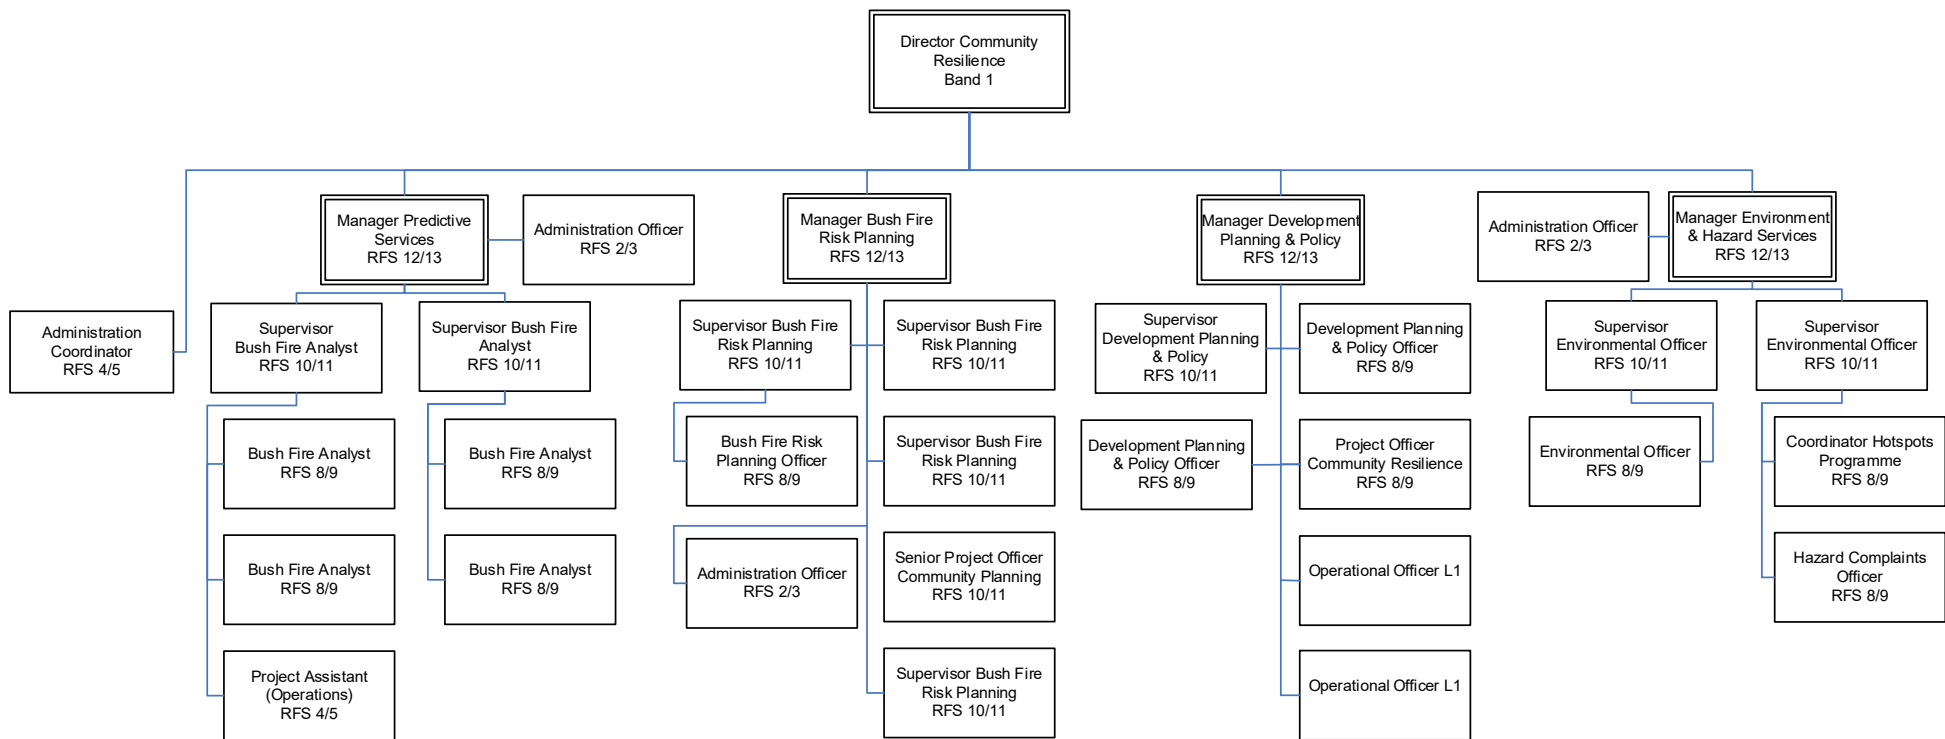 Director Community
Resilience
Band 1
Manager Predictive
Services
RFS 12/13
Administration Officer
RFS 2/3
Manager Bush Fire
Risk Planning
RFS 12/13
Manager Development
Planning & Policy
RFS 12/13
Administration Officer
RFS 2/3
Manager Environment
& Hazard Services
RFS 12/13
Administration
Coordinator
RFS 4/5
Supervisor
Bush Fire Analyst
RFS 10/11
Supervisor Bush Fire
Analyst
RFS 10/11
Supervisor Bush Fire
Risk Planning
RFS 10/11
Supervisor Bush Fire
Risk Planning
RFS 10/11
Supervisor
Development Planning
& Policy
RFS 10/11
Development Planning
& Policy Officer
RFS 8/9
Supervisor
Environmental Officer
RFS 10/11
Supervisor
Environmental Officer
RFS 10/11
Bush Fire Analyst
RFS 8/9
Bush Fire Analyst
RFS 8/9
Bush Fire Risk
Planning Officer
RFS 8/9
Supervisor Bush Fire
Risk Planning
RFS 10/11
Development Planning
& Policy Officer
RFS 8/9
Project Officer
Community Resilience
RFS 8/9
Environmental Officer
RFS 8/9
Coordinator Hotspots
Programme
RFS 8/9
Bush Fire Analyst
RFS 8/9
Bush Fire Analyst
RFS 8/9
Administration Officer
RFS 2/3
Senior Project Officer
Community Planning
RFS 10/11
Operational Officer L1
Hazard Complaints
Officer
RFS 8/9
Project Assistant
(Operations)
RFS 4/5
Supervisor Bush Fire
Risk Planning
RFS 10/11
Operational Officer L1